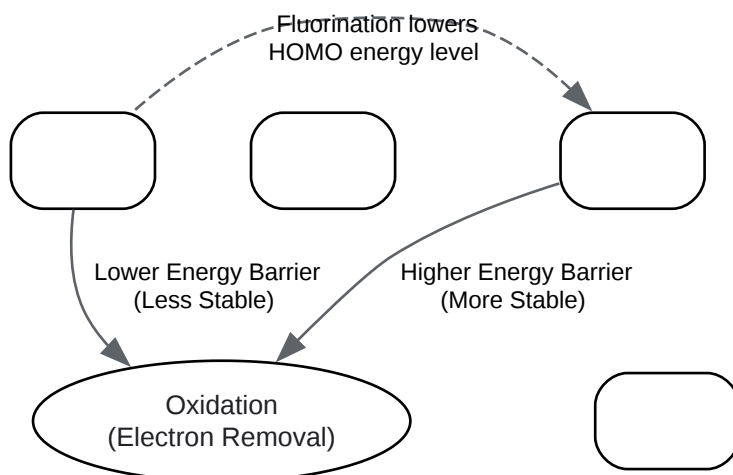 Fluorination lowers
HOMO energy level
Lower Energy Barrier
(Less Stable)
Higher Energy Barrier
(More Stable)
Oxidation
(Electron Removal)